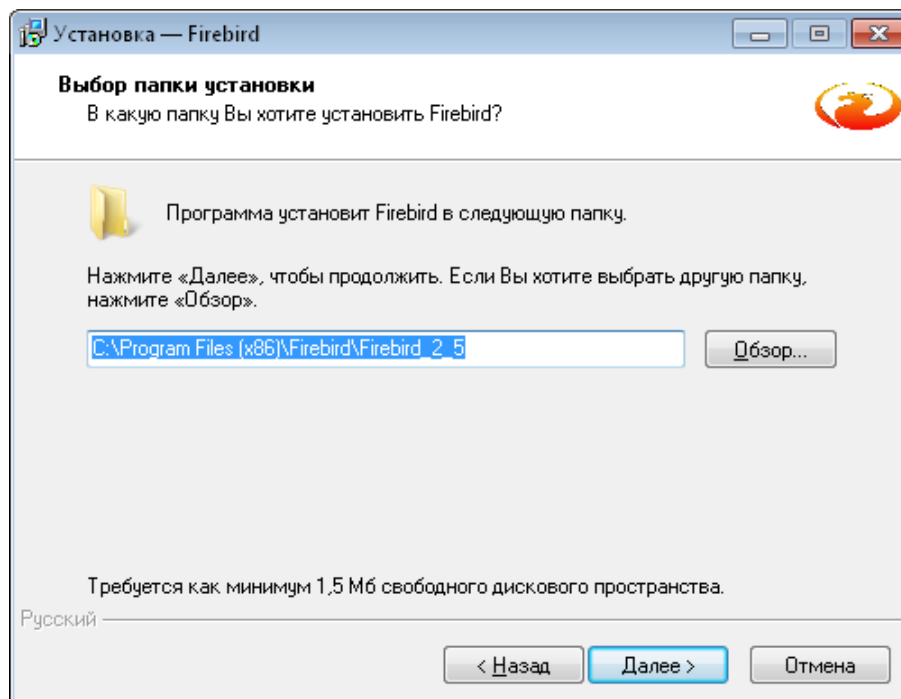 Установка — Firebird
Выбор папки установки
В какую папку Вы хотите установить Firebird?
Программа установит Firebird в следующую папку.
Нажмите «Далее», чтобы продолжить. Если Вы хотите выбрать другую папку,
нажмите «Обзор».
C:\Program Files (x86)\Firebird\Firebird_2_5
Обзор...
Требуется как минимум 1,5 Мб свободного дискового пространства.
Русский
< Назад
Далее >
Отмена